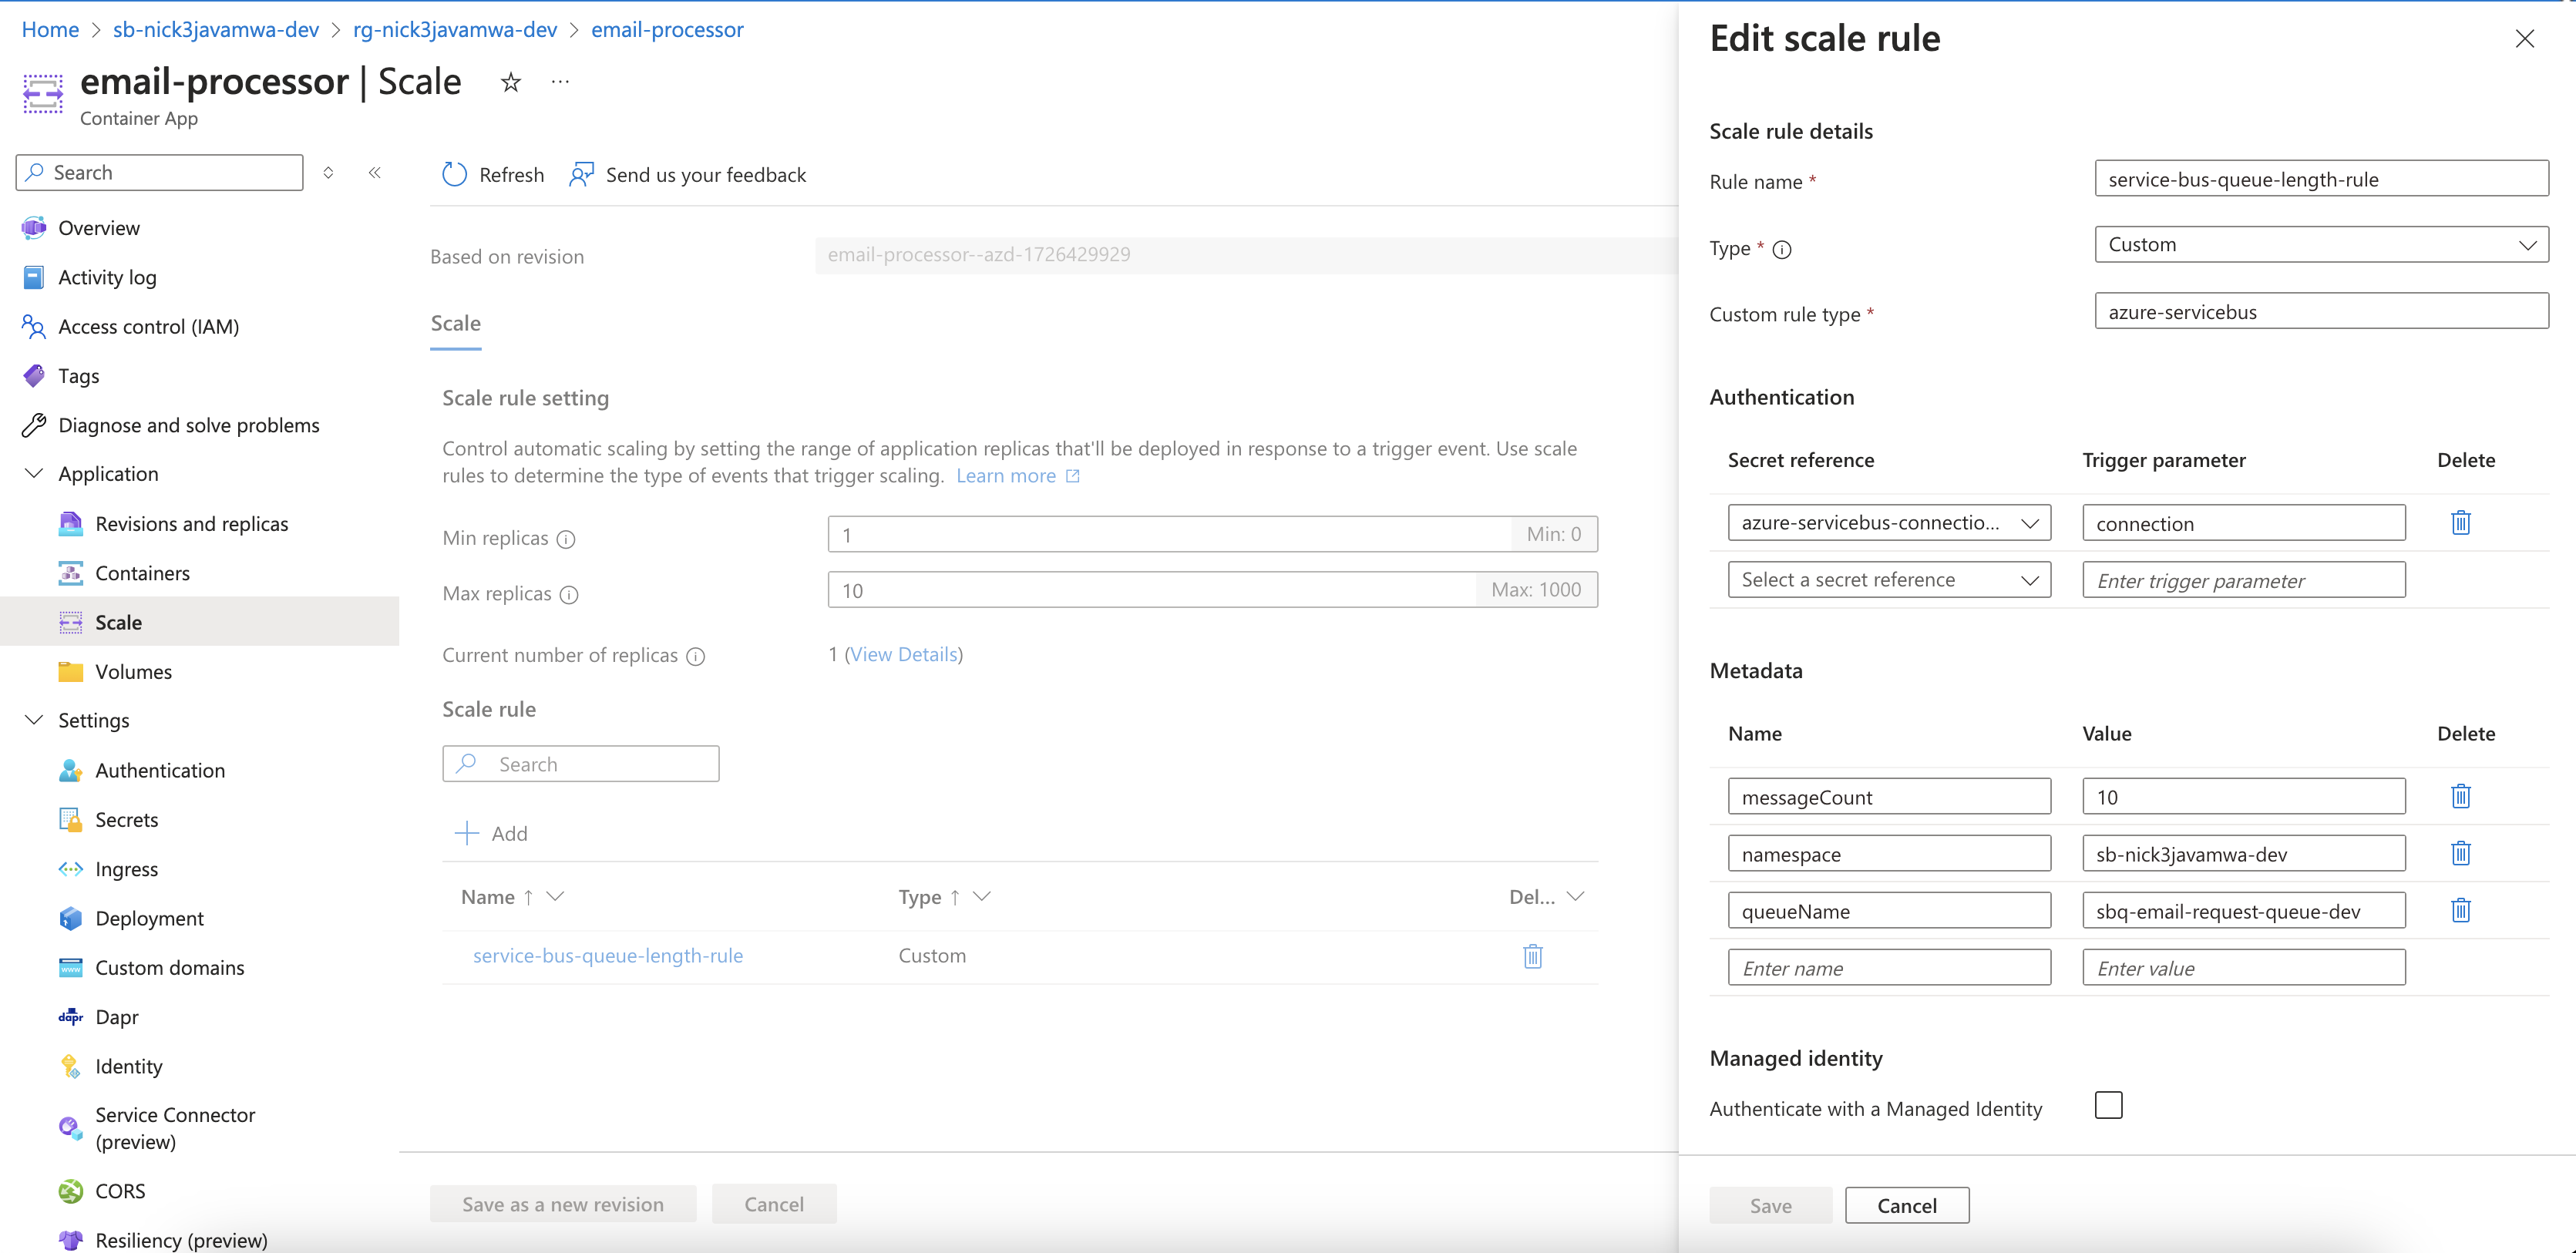 Home > sb-nick3javamwa-dev > rg-nick3javamwa-dev > email-processor
email-processor | Scale ...
Container App
Search
Overview
Activity log
Access control (IAM)
Tags
Diagnose and solve problems
Application
Revisions and replicas
Containers
Scale
Volumes
Settings
Authentication
Secrets
Ingress
Deployment
Custom domains
dapr Dapr
Identity
Service Connector
(preview)
CORS
Resiliency (preview)
Refresh Send us your feedback
Based on revision email-processor--azd-1726429929
Scale
Scale rule setting
Control automatic scaling by setting the range of application replicas that'll be deployed in response to a trigger event. Use scale
rules to determine the type of events that trigger scaling. Learn more
Min replicas 1 Min: 0
Max replicas 10 Max: 1000
Current number of replicas 1 (View Details)
Scale rule
Search
Add
Name ↑ Type ↑ Del...
service-bus-queue-length-rule Custom
Save as a new revision Cancel
Edit scale rule
Scale rule details
Rule name * service-bus-queue-length-rule
Type * Custom
Custom rule type * azure-servicebus
Authentication
Secret reference Trigger parameter Delete
azure-servicebus-connectio... connection
Select a secret reference Enter trigger parameter
Metadata
Name Value Delete
messageCount 10
namespace sb-nick3javamwa-dev
queueName sbq-email-request-queue-dev
Enter name Enter value
Managed identity
Authenticate with a Managed Identity
Save Cancel